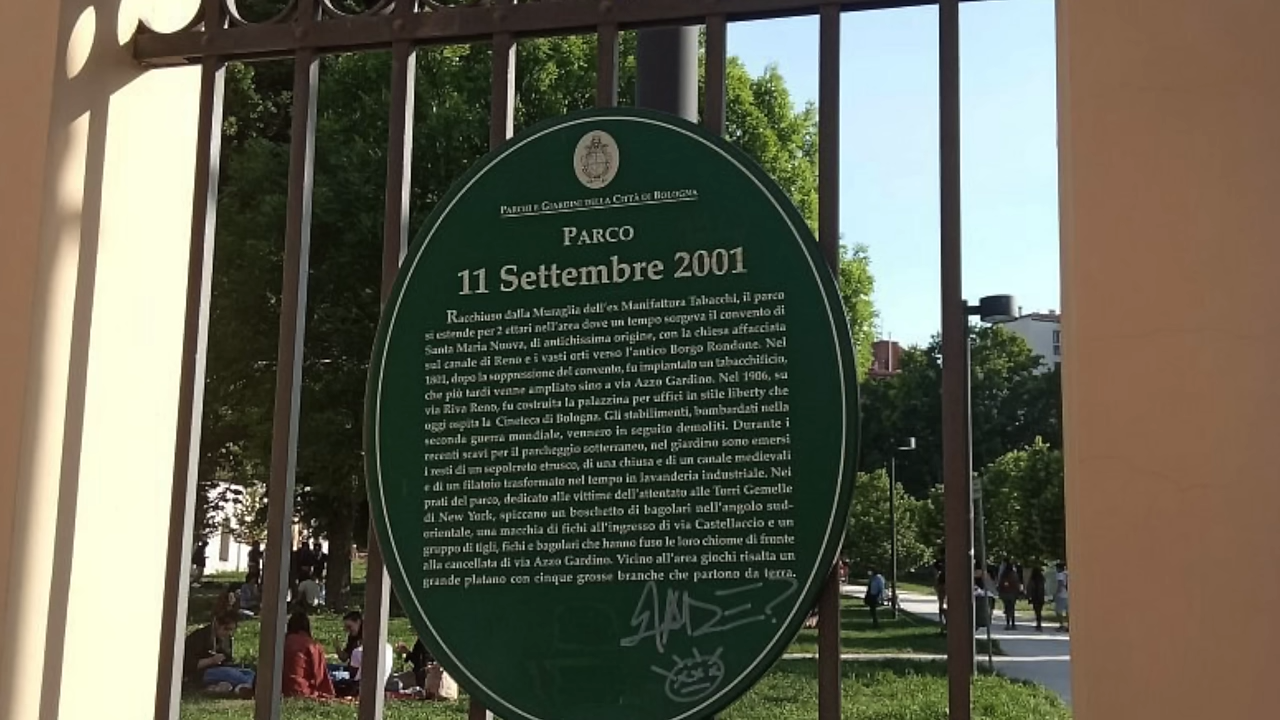 PARCHI E GIARDINI DELLA CITTÀ DI BOLOGNA
PARCO
11 Settembre 2001
Racchiuso dalla Muraglia dell'ex Manifattura Tabacchi, il parco
si estende per 2 ettari nell'area dove un tempo sorgeva il convento di
Santa Maria Nuova, di antichissima origine, con la chiesa affacciata
sul canale di Reno e i vasti orti verso l'antico Borgo Rondone. Nel
1801, dopo la soppressione del convento, fu impiantato un tabacchificio,
che più tardi venne ampliato sino a via Azzo Gardino. Nel 1906, su
via Riva Reno, fu costruita la palazzina per uffici in stile liberty che
oggi ospita la Cineteca di Bologna. Gli stabilimenti, bombardati nella
seconda guerra mondiale, vennero in seguito demoliti. Durante i
recenti scavi per il parcheggio sotterraneo, nel giardino sono emersi
i resti di un sepolcreto etrusco, di una chiusa e di un canale medievali
e di un filatoio trasformato nel tempo in lavanderia industriale. Nei
prati del parco, dedicato alle vittime dell'attentato alle Torri Gemelle
di New York, spiccano un boschetto di bagolari nell'angolo sud-
orientale, una macchia di fichi all'ingresso di via Castellaccio e un
gruppo di tigli, fichi e bagolari che hanno fuso le loro chiome di fronte
alla cancellata di via Azzo Gardino. Vicino all'area giochi risalta un
grande platano con cinque grosse branche che partono da terra.